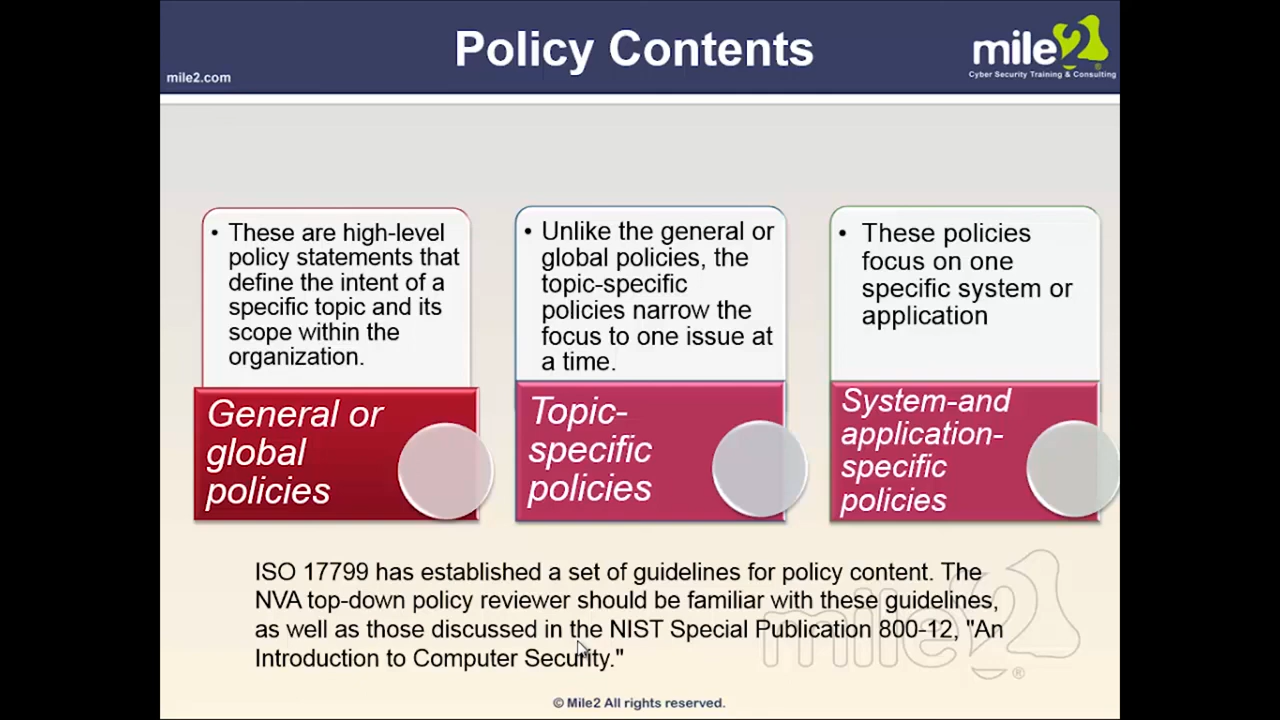 Policy Contents
mile2
Cyber Security Training & Consulting
mile2.com
• These are high-level
policy statements that
define the intent of a
specific topic and its
scope within the
organization.
General or
global
policies
• Unlike the general or
global policies, the
topic-specific
policies narrow the
focus to one issue at
a time.
Topic-
specific
policies
• These policies
focus on one
specific system or
application
System-and
application-
specific
policies
ISO 17799 has established a set of guidelines for policy content. The
NVA top-down policy reviewer should be familiar with these guidelines,
as well as those discussed in the NIST Special Publication 800-12, "An
Introduction to Computer Security."
mile2®
© Mile2 All rights reserved.